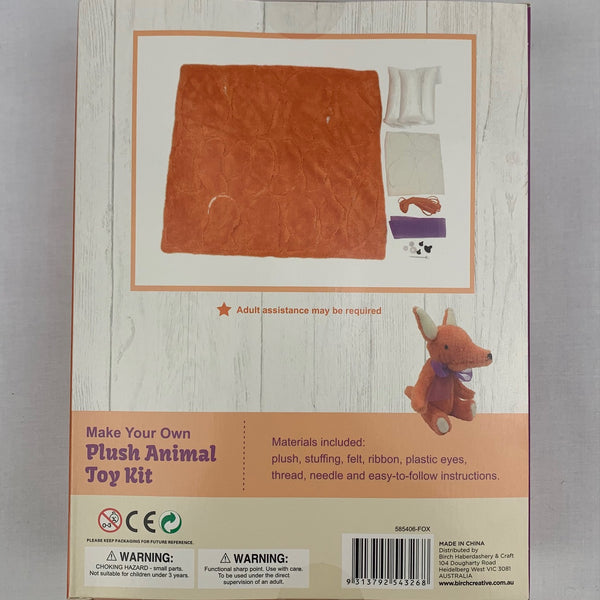 Adult assistance may be required
Make Your Own
Plush Animal
Toy Kit
Materials included:
plush, stuffing, felt, ribbon, plastic eyes,
thread, needle and easy-to-follow instructions.
0-3
CE
PLEASE KEEP PACKAGING FOR FUTURE REFERENCE.
WARNING:
CHOKING HAZARD - small parts.
Not suitable for children under 3 years.
WARNING:
Functional sharp point. Use with care.
To be used under the direct
supervision of an adult.
585406-FOX
9 313792 543268
MADE IN CHINA
Distributed by
Birch Haberdashery & Craft
104 Dougharty Road
Heidelberg West VIC 3081
AUSTRALIA
www.birchcreative.com.au